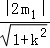 |2m₁|
√1+k²